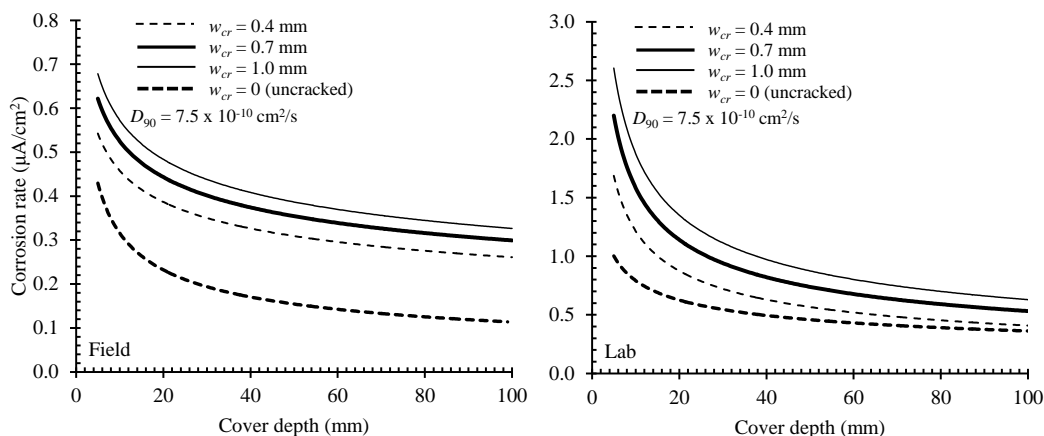 0.8
0.7
0.6
0.5
0.4
0.3
0.2
0.1
0.0
Corrosion rate (µA/cm²)
w_cr = 0.4 mm
w_cr = 0.7 mm
w_cr = 1.0 mm
w_cr = 0 (uncracked)
D₉₀ = 7.5 x 10⁻¹⁰ cm²/s
Field
0 20 40 60 80 100
Cover depth (mm)
3.0
2.5
2.0
1.5
1.0
0.5
0.0
w_cr = 0.4 mm
w_cr = 0.7 mm
w_cr = 1.0 mm
w_cr = 0 (uncracked)
D₉₀ = 7.5 x 10⁻¹⁰ cm²/s
Lab
0 20 40 60 80 100
Cover depth (mm)